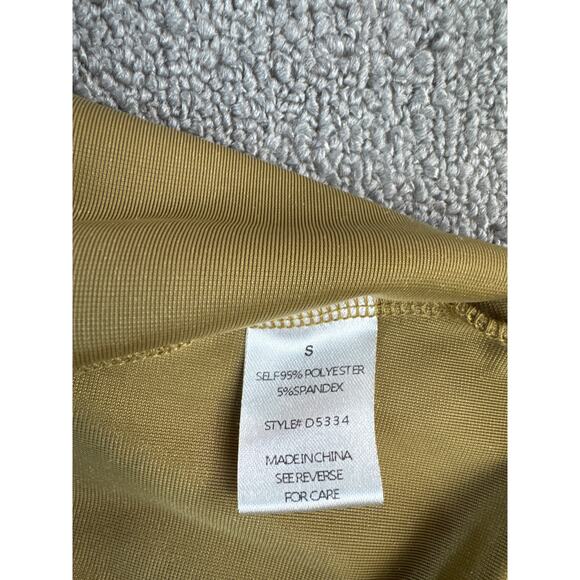 S
SELF:95% POLYESTER
5%SPANDEX
STYLE# D5334
MADE IN CHINA
SEE REVERSE
FOR CARE